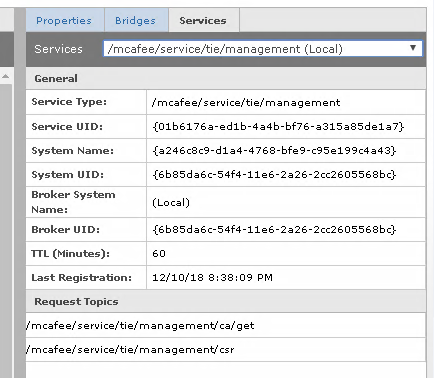 Properties Bridges Services
Services /mcafee/service/tie/management (Local)
General
Service Type: /mcafee/service/tie/management
Service UID: {01b6176a-ed1b-4a4b-bf76-a315a85de1a7}
System Name: {a246c8c9-d1a4-4768-bfe9-c95e199c4a43}
System UID: {6b85da6c-54f4-11e6-2a26-2cc2605568bc}
Broker System
Name: (Local)
Broker UID: {6b85da6c-54f4-11e6-2a26-2cc2605568bc}
TTL (Minutes): 60
Last Registration: 12/10/18 8:38:09 PM
Request Topics
/mcafee/service/tie/management/ca/get
/mcafee/service/tie/management/csr